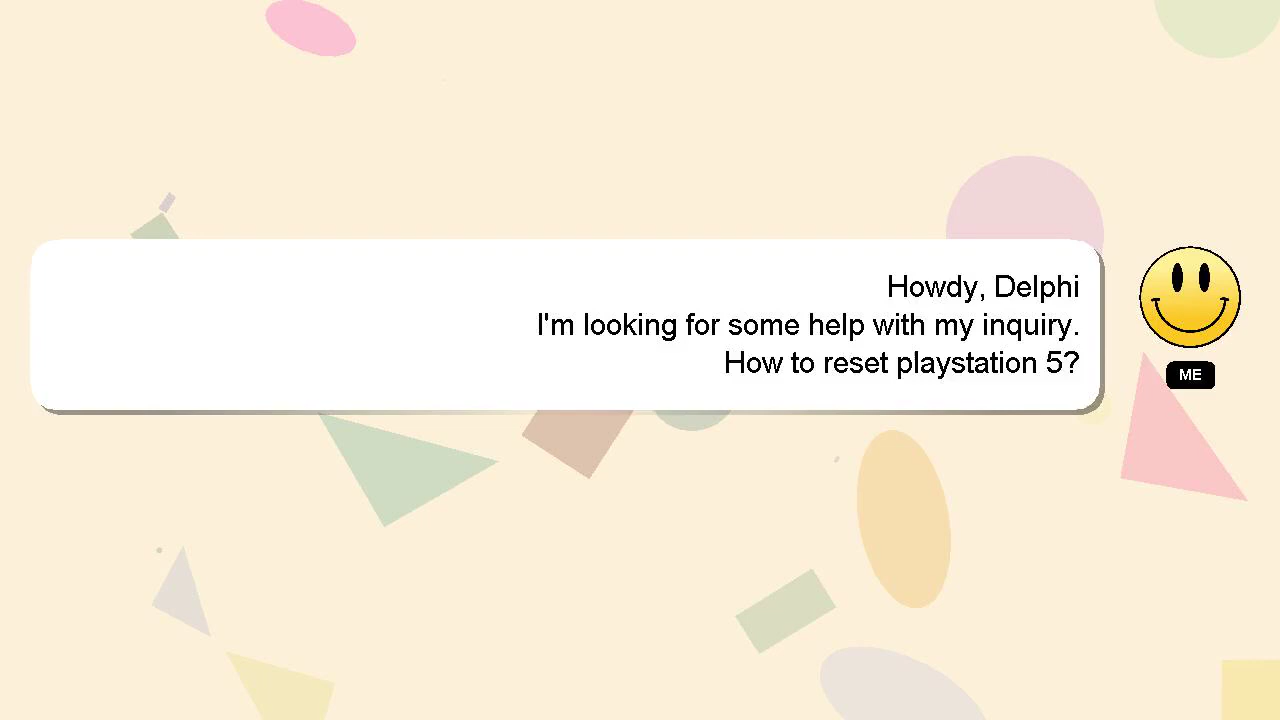 Howdy, Delphi
I'm looking for some help with my inquiry.
How to reset playstation 5?
ME